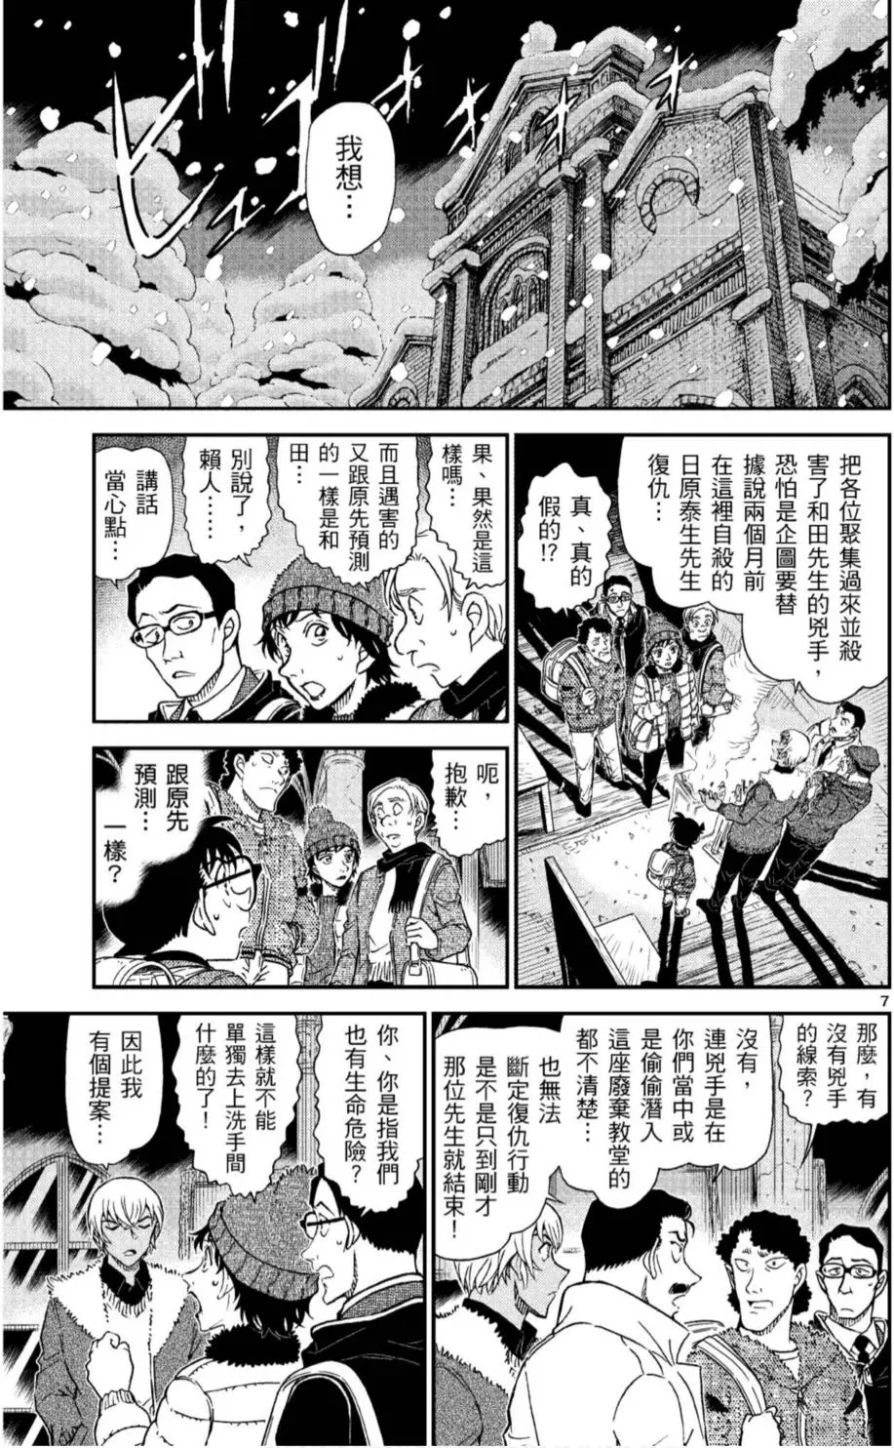 ビュオオオオ
我想…
把各位聚集過來並殺
害了和田先生的兇手，
恐怕是企圖要替
據說兩個月前
在這裡自殺的
日原泰生先生
復仇…
真、真的
假的!?
果、果然是這
樣嗎…
而且遇害的
又跟原先預測
的一樣是和
田…
別說了，
賴人……
講話
當心點…
呃，
抱歉…
跟原先
預測…
一樣？
7
那麼，有
沒有兇手
的線索？
沒有，
連兇手是在
你們當中或
是偷偷潛入
這座廢棄教堂的
都不清楚…
也無法
斷定復仇行動
是不是只到剛才
那位先生就結束！
你、你是指我們
也有生命危險？
這樣就不能
單獨去上洗手間
什麼的了！
因此我
有個提案…